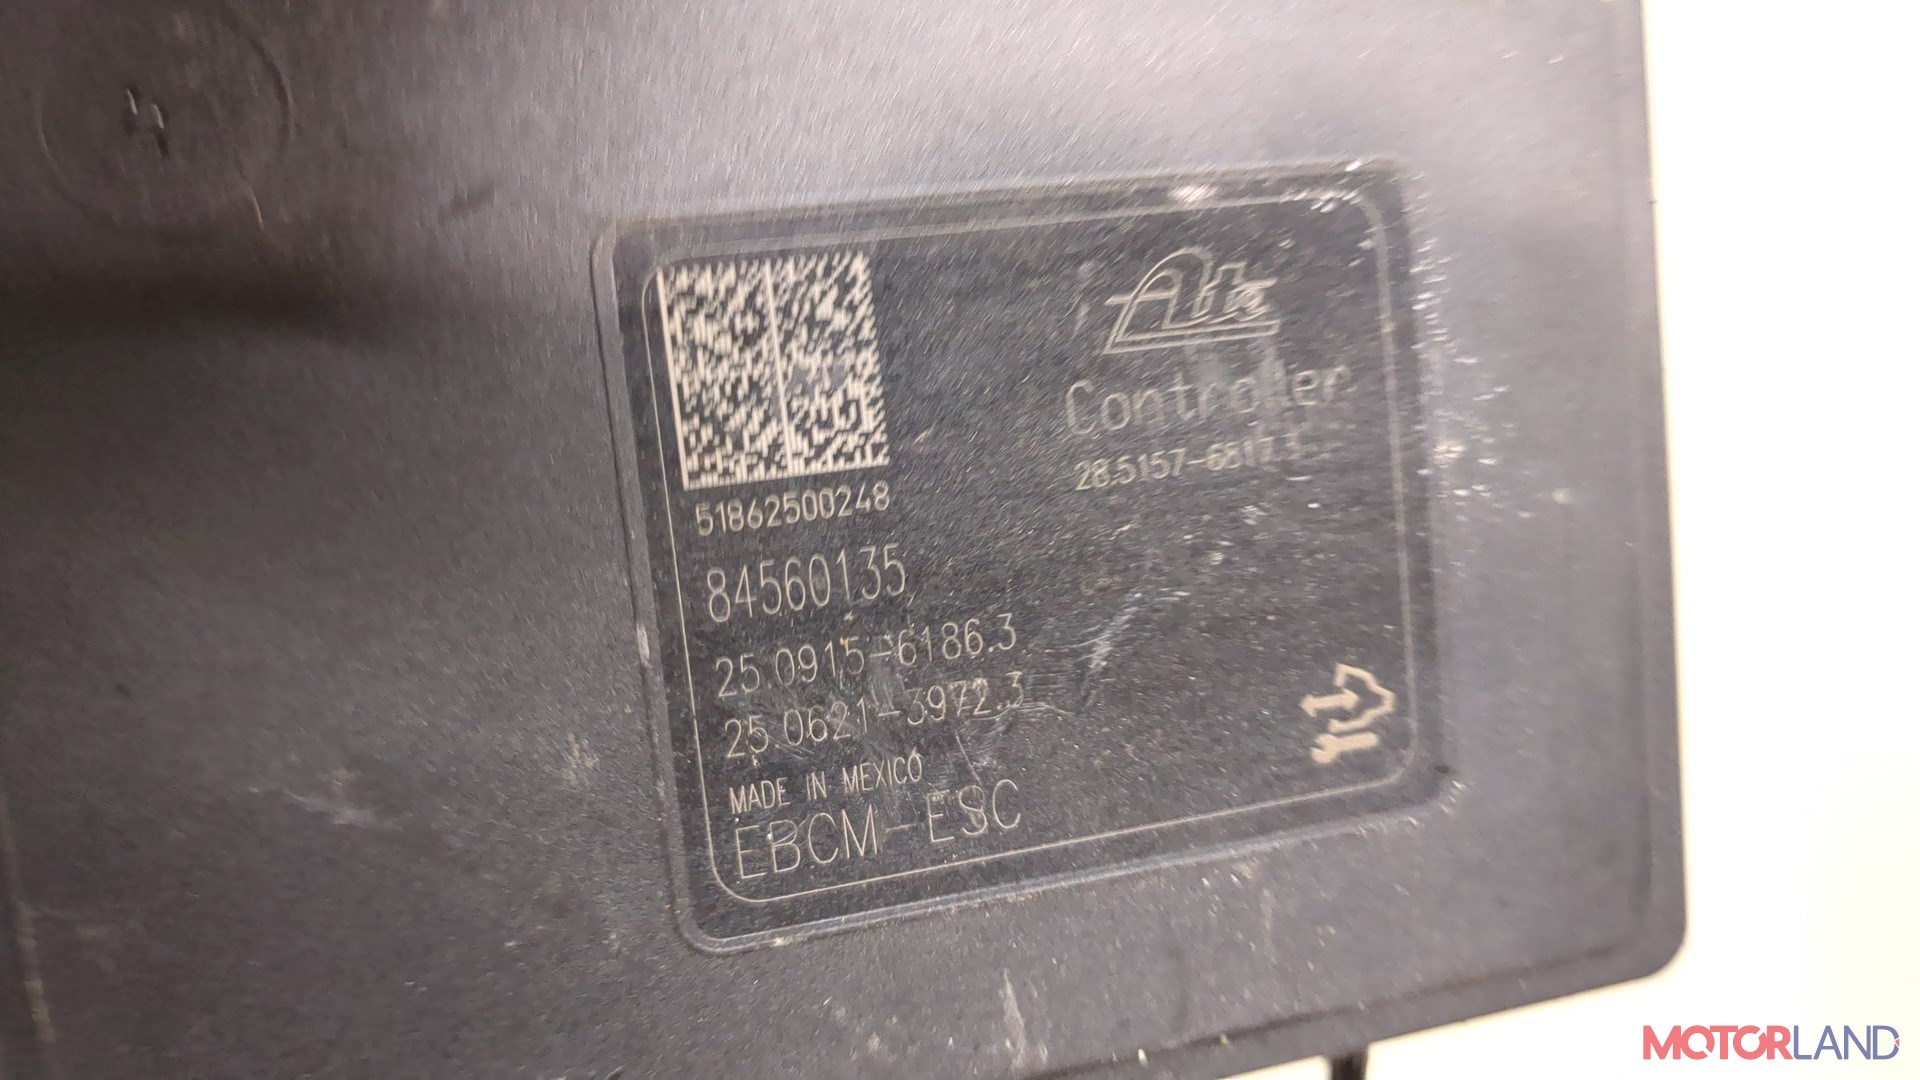 Ate
Controller
51862500248
84560135
25.0915-6186.3
25.0621-3972.3
MADE IN MEXICO
EBCM-ESC
MOTORLAND